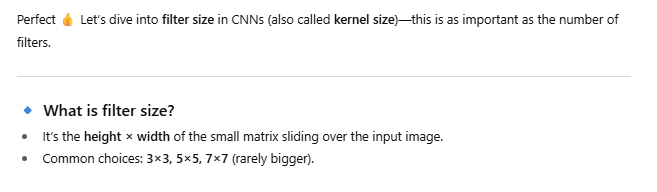 Perfect 👍 Let's dive into filter size in CNNs (also called kernel size)—this is as important as the number of
filters.
🔹 What is filter size?
• It's the height × width of the small matrix sliding over the input image.
• Common choices: 3×3, 5×5, 7×7 (rarely bigger).